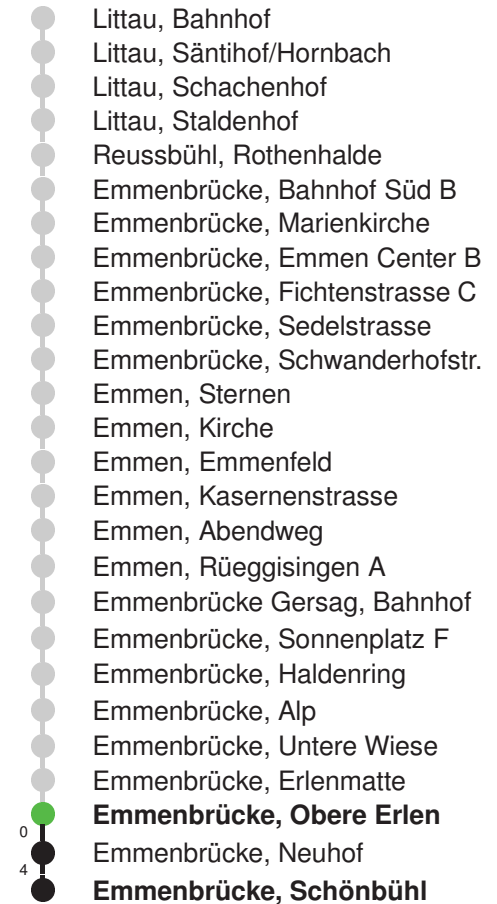 Littau, Bahnhof
Littau, Säntihof/Hornbach
Littau, Schachenhof
Littau, Staldenhof
Reussbühl, Rothenhalde
Emmenbrücke, Bahnhof Süd B
Emmenbrücke, Marienkirche
Emmenbrücke, Emmen Center B
Emmenbrücke, Fichtenstrasse C
Emmenbrücke, Sedelstrasse
Emmenbrücke, Schwanderhofstr.
Emmen, Sternen
Emmen, Kirche
Emmen, Emmenfeld
Emmen, Kasernenstrasse
Emmen, Abendweg
Emmen, Rüeggisingen A
Emmenbrücke Gersag, Bahnhof
Emmenbrücke, Sonnenplatz F
Emmenbrücke, Haldenring
Emmenbrücke, Alp
Emmenbrücke, Untere Wiese
Emmenbrücke, Erlenmatte
Emmenbrücke, Obere Erlen
0
Emmenbrücke, Neuhof
4
Emmenbrücke, Schönbühl